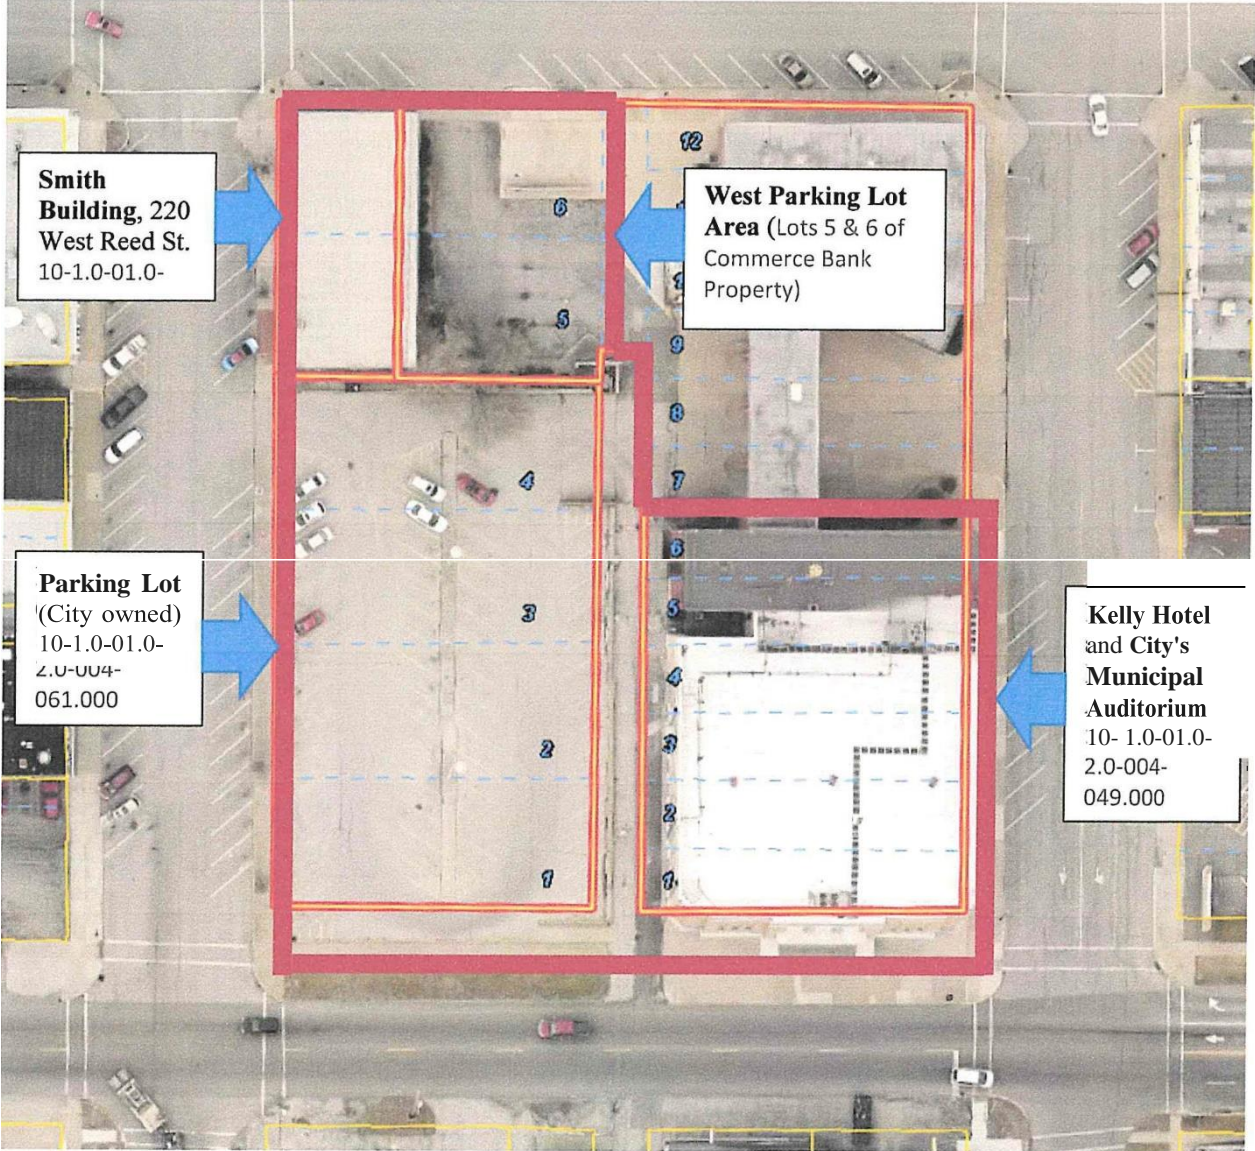 Smith
Building, 220
West Reed St.
10-1.0-01.0-
West Parking Lot
Area (Lots 5 & 6 of
Commerce Bank
Property)
Parking Lot
(City owned)
10-1.0-01.0-
2.0-004-
061.000
Kelly Hotel
and City's
Municipal
Auditorium
10- 1.0-01.0-
2.0-004-
049.000
12
6
5
9
8
4
7
6
3
5
4
2
3
2
1
1